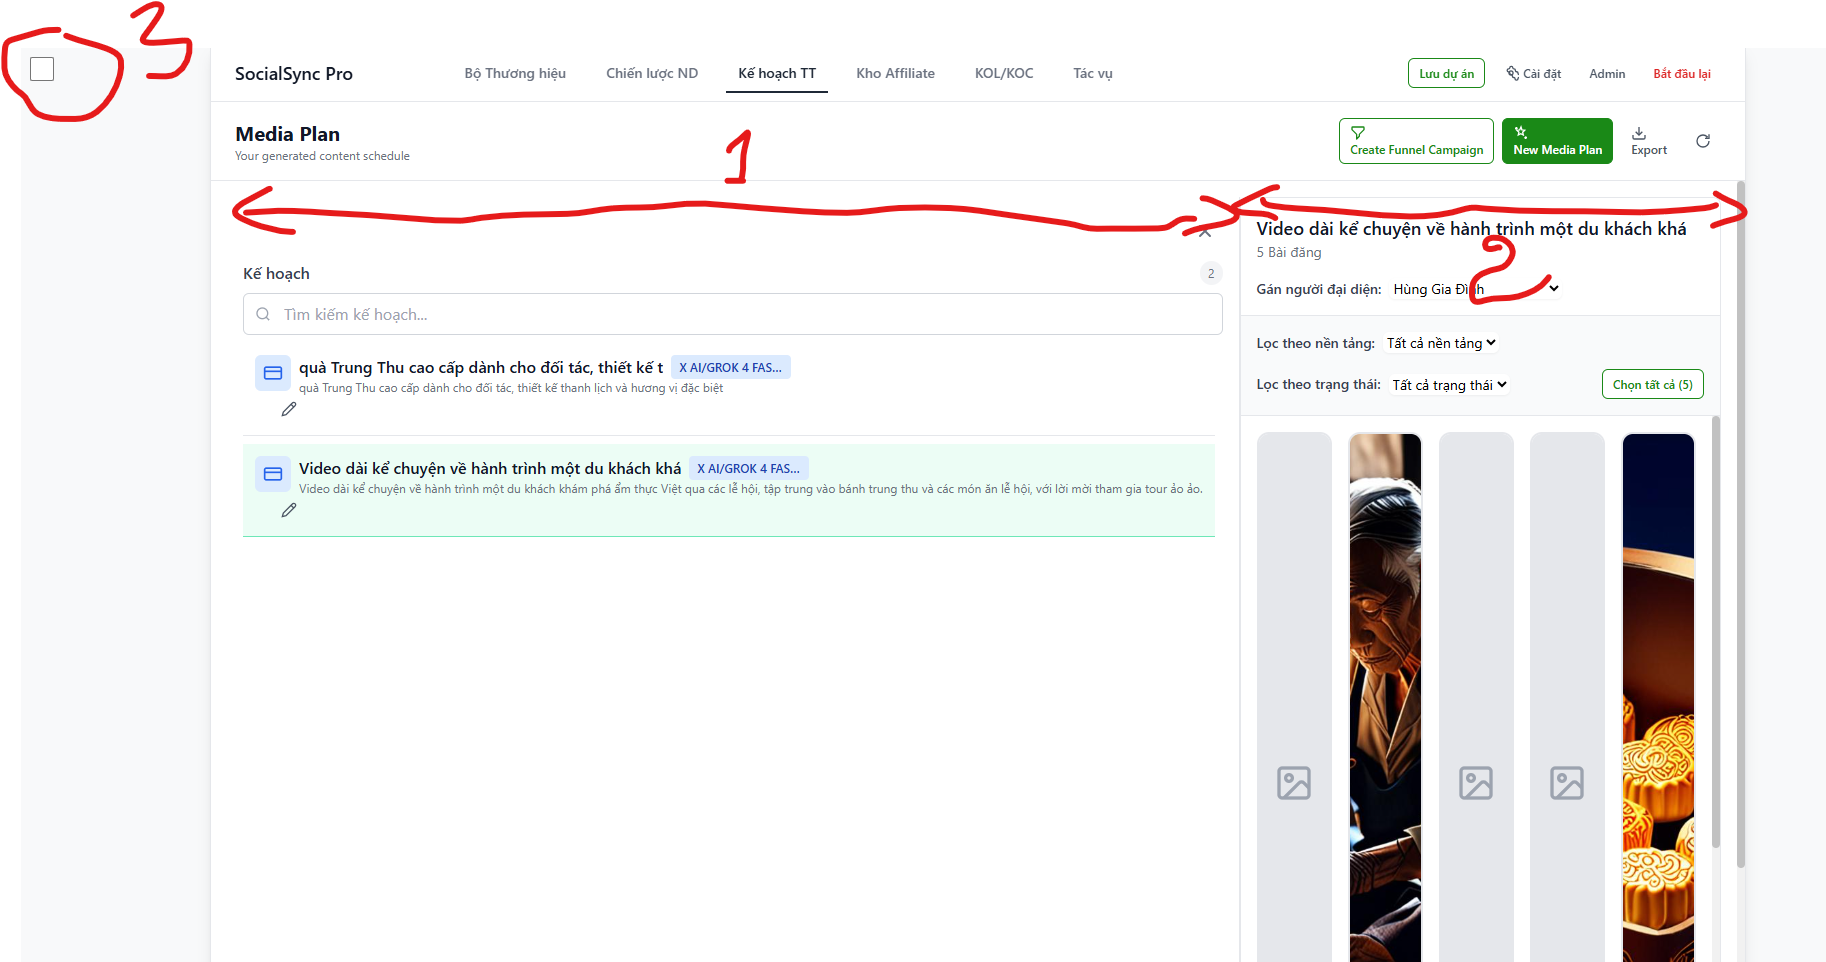 3
SocialSync Pro
Bộ Thương hiệu
Chiến lược ND
Kế hoạch TT
Kho Affiliate
KOL/KOC
Tác vụ
Lưu dự án
Cài đặt
Admin
Bắt đầu lại
Media Plan
Your generated content schedule
Create Funnel Campaign
New Media Plan
Export
1
Kế hoạch
2
Tìm kiếm kế hoạch...
quà Trung Thu cao cấp dành cho đối tác, thiết kế t
X AI/GROK 4 FAS...
quà Trung Thu cao cấp dành cho đối tác, thiết kế thanh lịch và hương vị đặc biệt
Video dài kể chuyện về hành trình một du khách khá
X AI/GROK 4 FAS...
Video dài kể chuyện về hành trình một du khách khám phá ẩm thực Việt qua các lễ hội, tập trung vào bánh trung thu và các món ăn lễ hội, với lời mời tham gia tour ảo ảo.
Video dài kể chuyện về hành trình một du khách khá
5 Bài đăng
2
Gán người đại diện:
Hùng Gia Đình
Lọc theo nền tảng:
Tất cả nền tảng
Lọc theo trạng thái:
Tất cả trạng thái
Chọn tất cả (5)